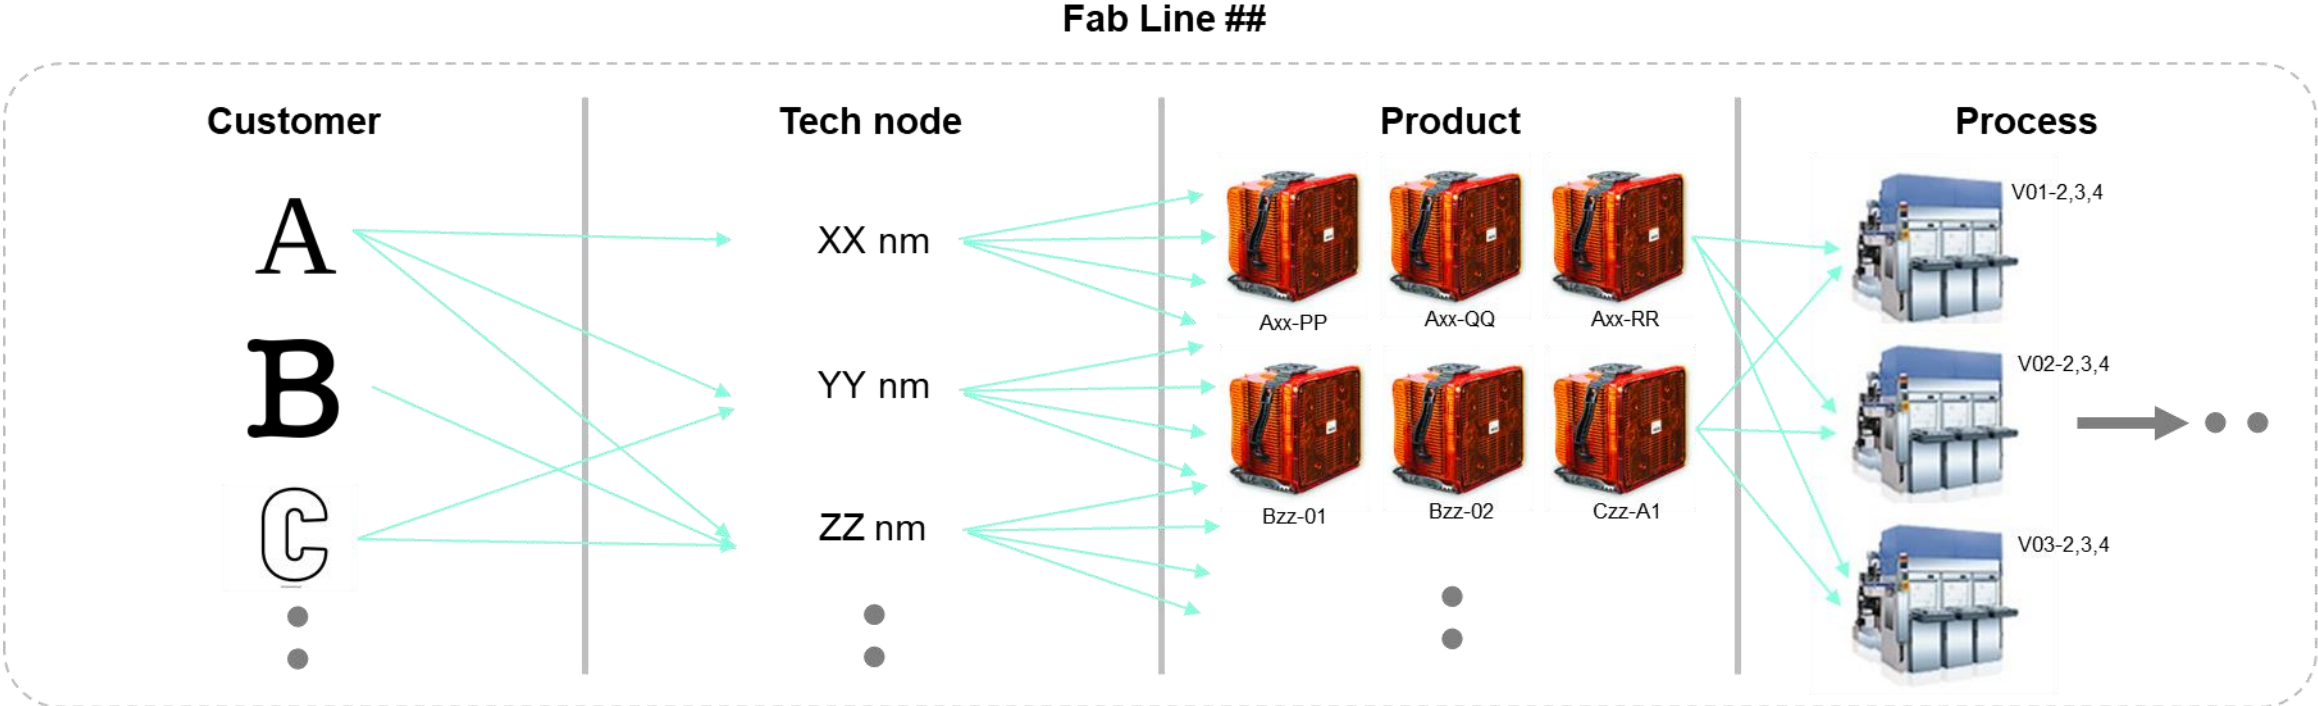 Fab Line ##
Customer
Tech node
Product
Process
A
B
C
XX nm
YY nm
ZZ nm
Axx-PP
Axx-QQ
Axx-RR
Bzz-01
Bzz-02
Czz-A1
V01-2,3,4
V02-2,3,4
V03-2,3,4